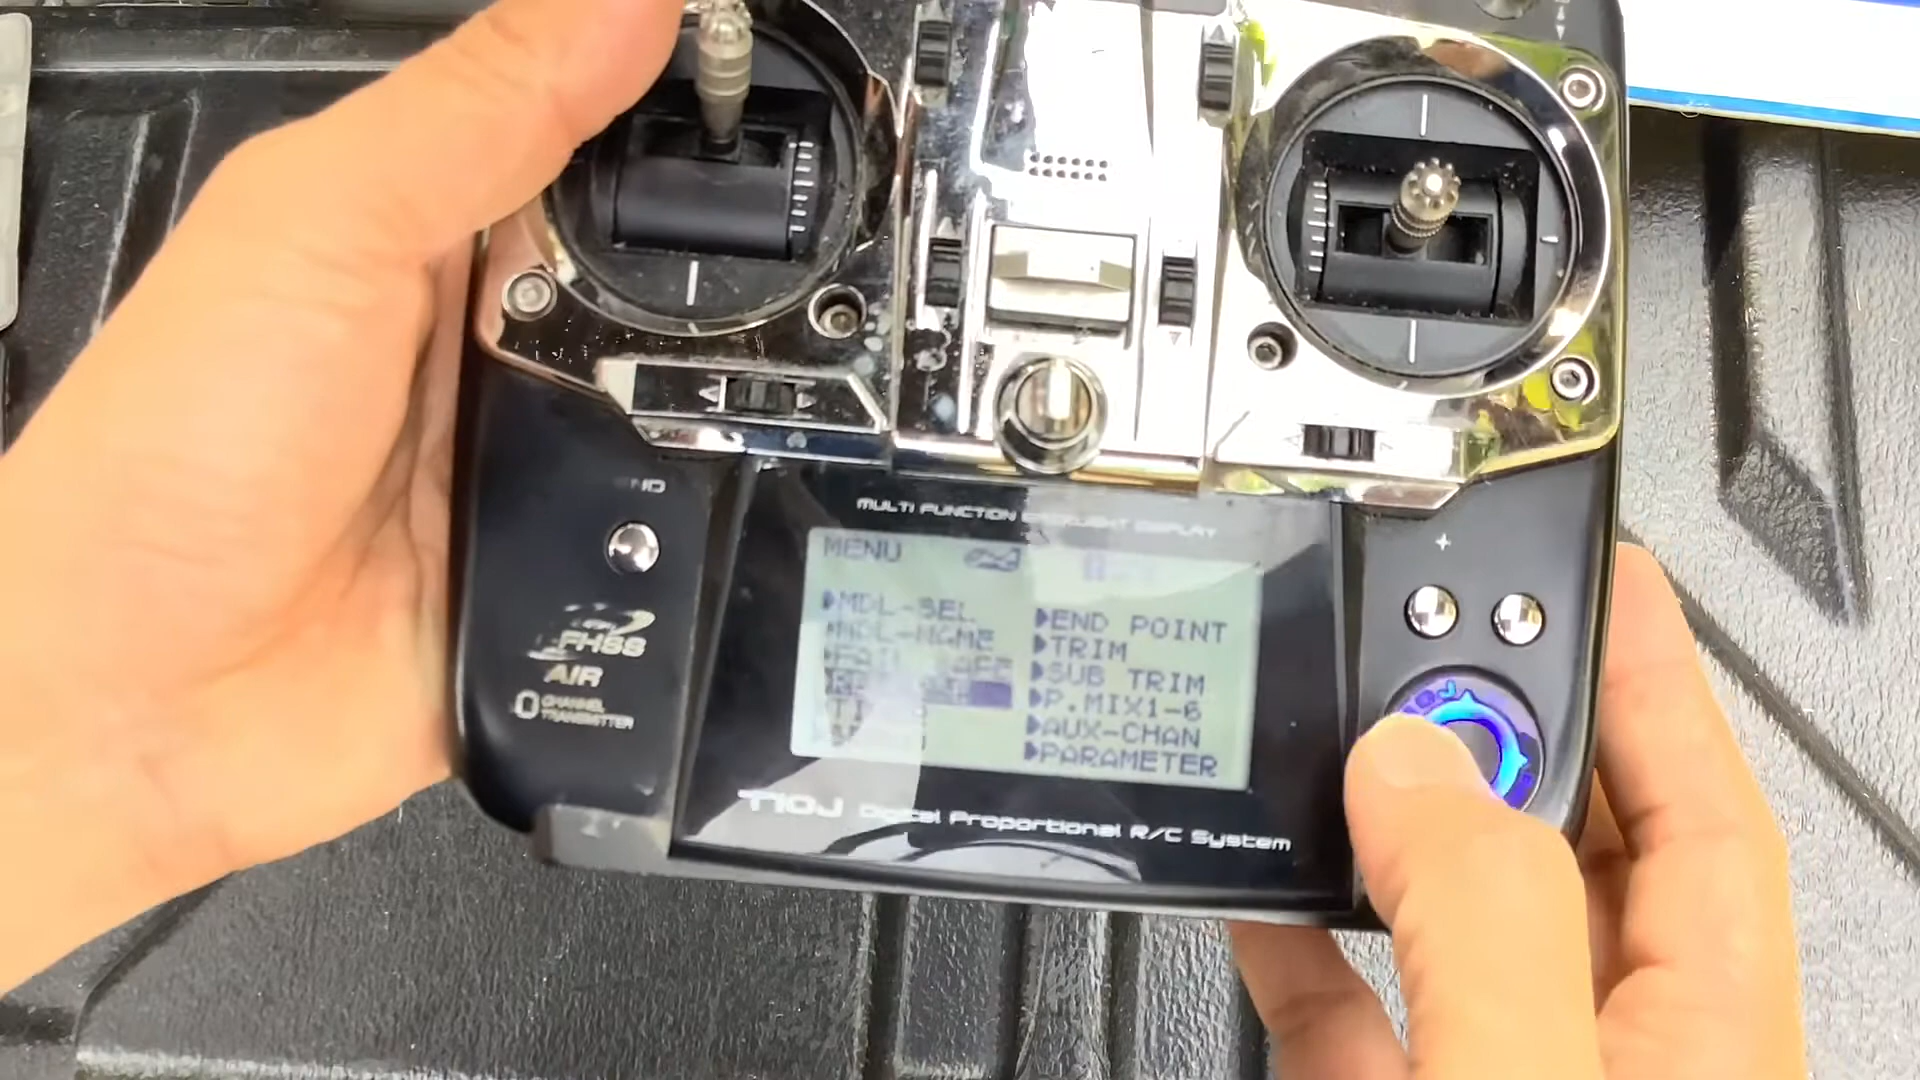 MULTI FUNCTION DISPLAY
MENU
MDL-SEL
MDL-NAME
END POINT
TRIM
SUB TRIM
P.MIX1-6
AUX-CHAN
PARAMETER
T10J Digital Proportional R/C System
FHSS
AIR
CHANNEL
TRANSMITTER
+